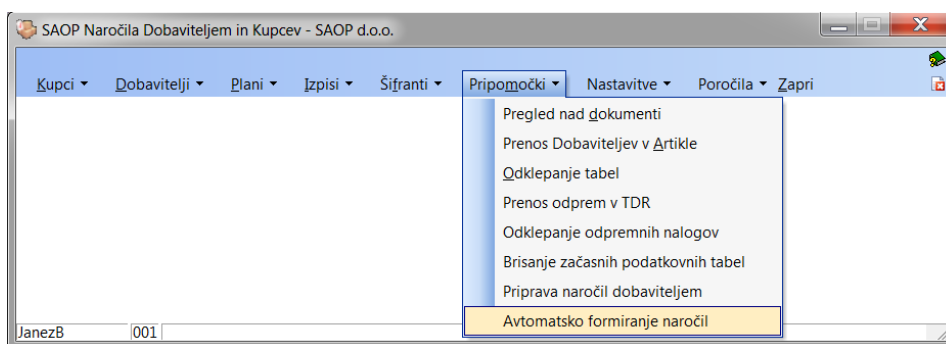 SAOP Naročila Dobaviteljem in Kupcev - SAOP d.o.o.
Kupci Dobavitelji Plani Izpisi Šifranti Pripomočki Nastavitve Poročila Zapri
Pregled nad dokumenti
Prenos Dobaviteljev v Artikle
Odklepanje tabel
Prenos odprem v TDR
Odklepanje odpremnih nalogov
Brisanje začasnih podatkovnih tabel
Priprava naročil dobaviteljem
Avtomatsko formiranje naročil
JanezB 001